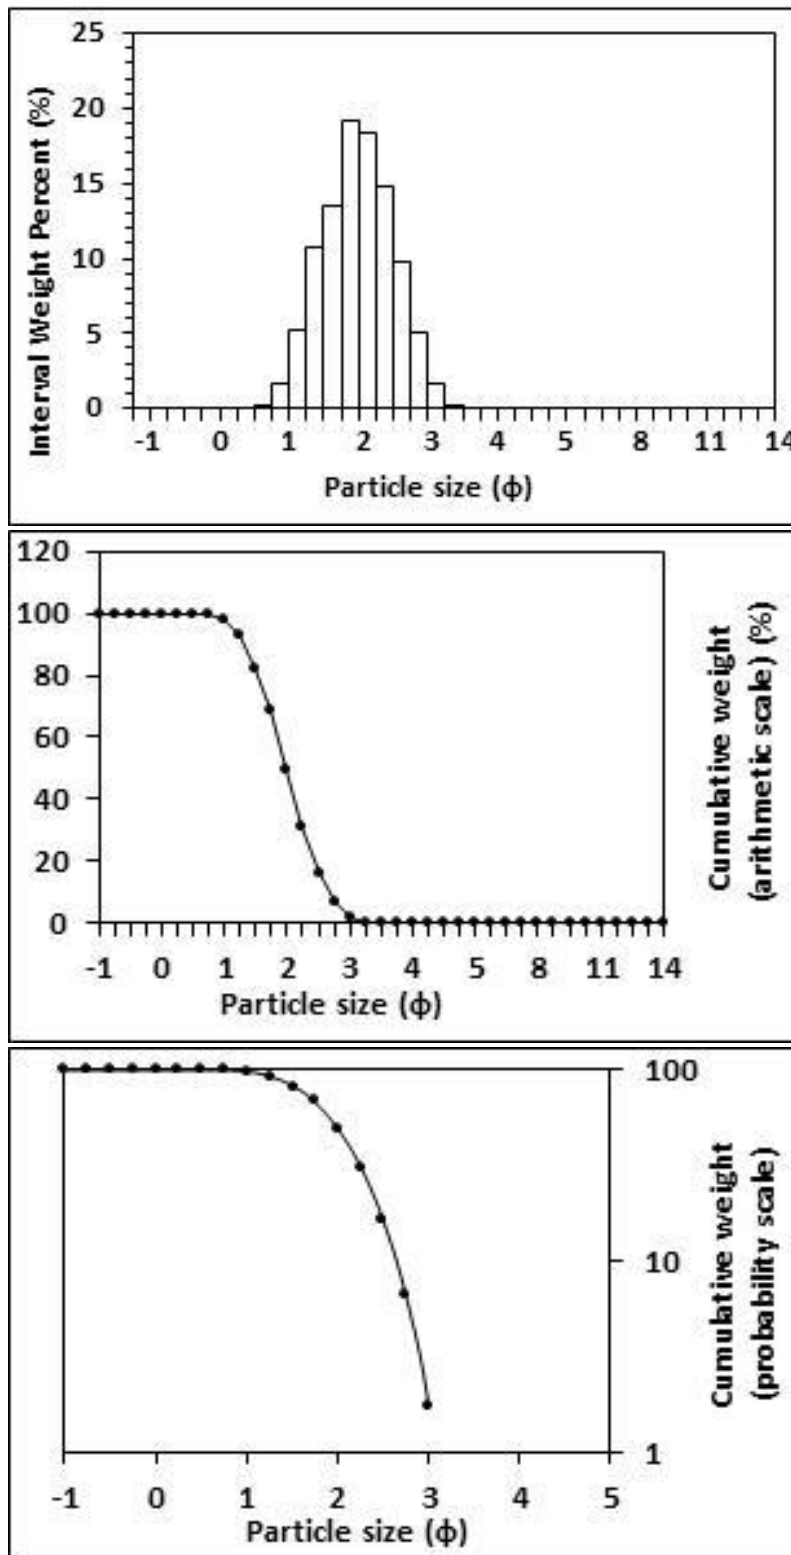 25
20
15
10
5
0
Interval Weight Percent (%)
-1 0 1 2 3 4 5 8 11 14
Particle size (ϕ)
120
100
80
60
40
20
0
-1 0 1 2 3 4 5 8 11 14
Particle size (ϕ)
Cumulative weight
(arithmetic scale) (%)
100
10
1
-1 0 1 2 3 4 5
Particle size (ϕ)
Cumulative weight
(probability scale)